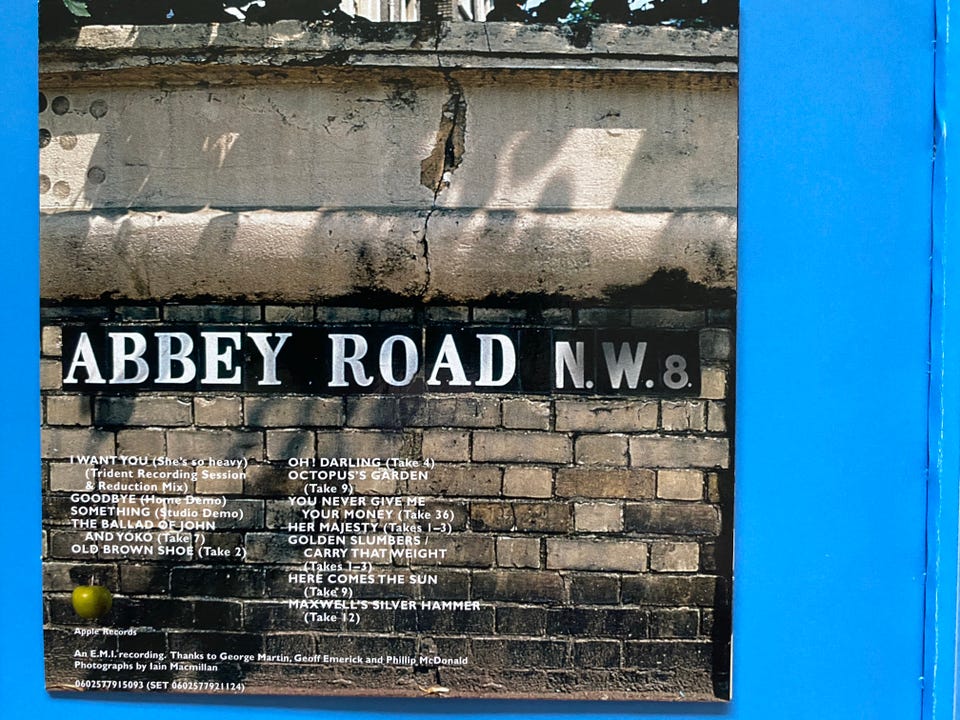 ABBEY ROAD N.W.8.
I WANT YOU (She's so heavy)
(Trident Recording Session
& Reduction Mix)
GOODBYE (Home Demo)
SOMETHING (Studio Demo)
THE BALLAD OF JOHN
AND YOKO (Take 7)
OLD BROWN SHOE (Take 2)
OH! DARLING (Take 4)
OCTOPUS'S GARDEN
(Take 9)
YOU NEVER GIVE ME
YOUR MONEY (Take 36)
HER MAJESTY (Takes 1–3)
GOLDEN SLUMBERS /
CARRY THAT WEIGHT
(Takes 1–3)
HERE COMES THE SUN
(Take 9)
MAXWELL'S SILVER HAMMER
(Take 12)
Apple Records
An E.M.I. recording. Thanks to George Martin, Geoff Emerick and Phillip McDonald
Photographs by Iain Macmillan
0602577915093 (SET 0602577921124)